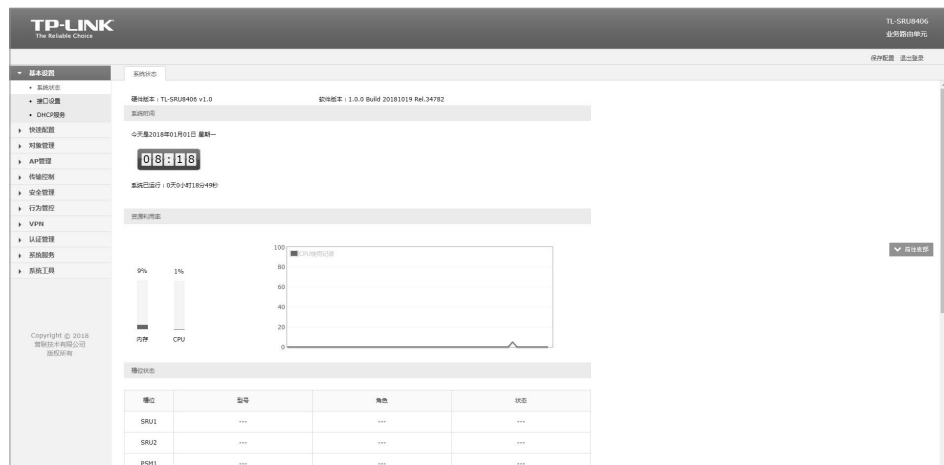 TP-LINK
The Reliable Choice
TL-SRU8406
业务路由单元
保存配置 退出登录
基本设置
系统状态
接口设置
DHCP服务
快速配置
对象管理
AP管理
传输控制
安全管理
行为管控
VPN
认证管理
系统服务
系统工具
Copyright © 2018
普联技术有限公司
版权所有
系统状态
硬件版本：TL-SRU8406 v1.0 软件版本：1.0.0 Build 20181019 Rel.34782
系统时间
今天是2018年01月01日 星期一
08:18
系统已运行：0天0小时18分49秒
资源利用率
9% 1%
内存 CPU
100
80
60
40
20
0
CPU使用记录
前往底部
槽位状态
槽位 型号 角色 状态
SRU1 --- --- ---
SRU2 --- --- ---
PSM1 --- --- ---